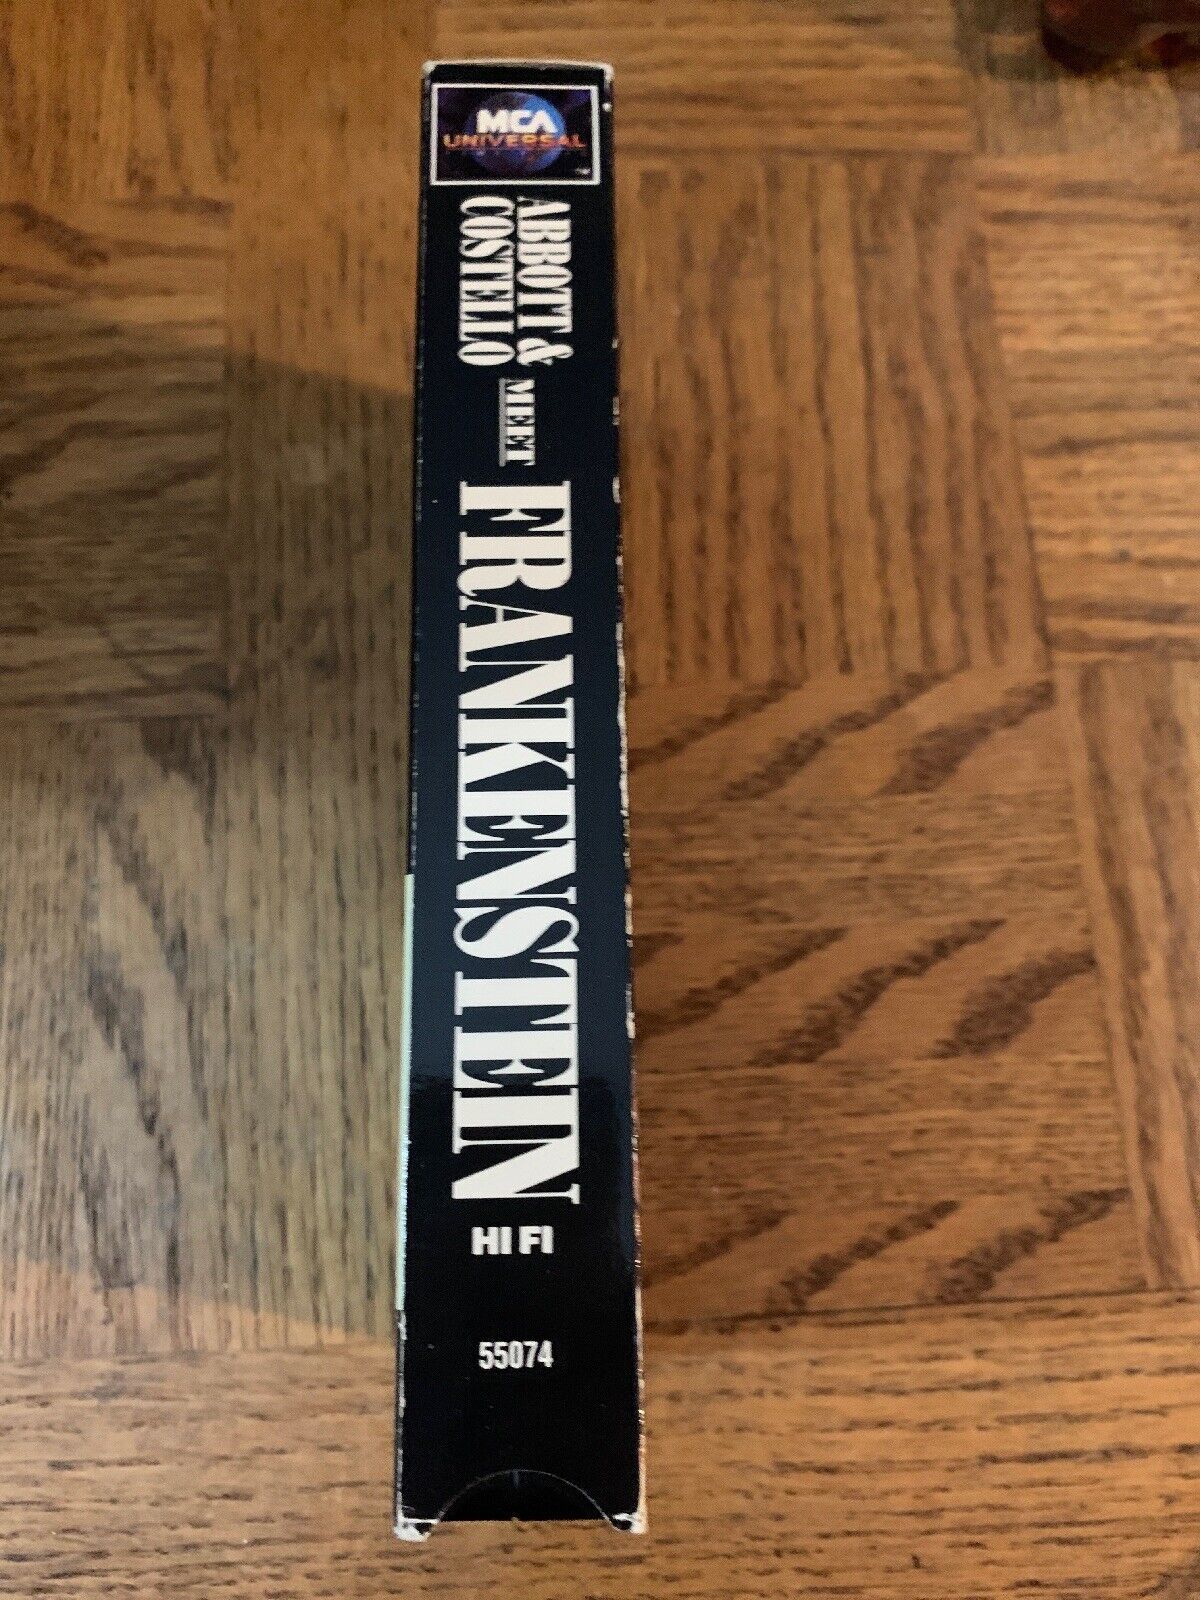 MCA
UNIVERSAL
ABBOTT &
COSTELLO
MEET
FRANKENSTEIN
HI FI
55074